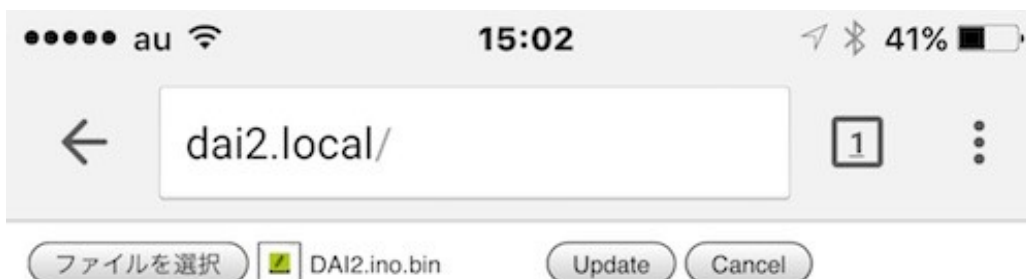 au 15:02 41%
dai2.local/ 1
ファイルを選択 DAI2.ino.bin Update Cancel